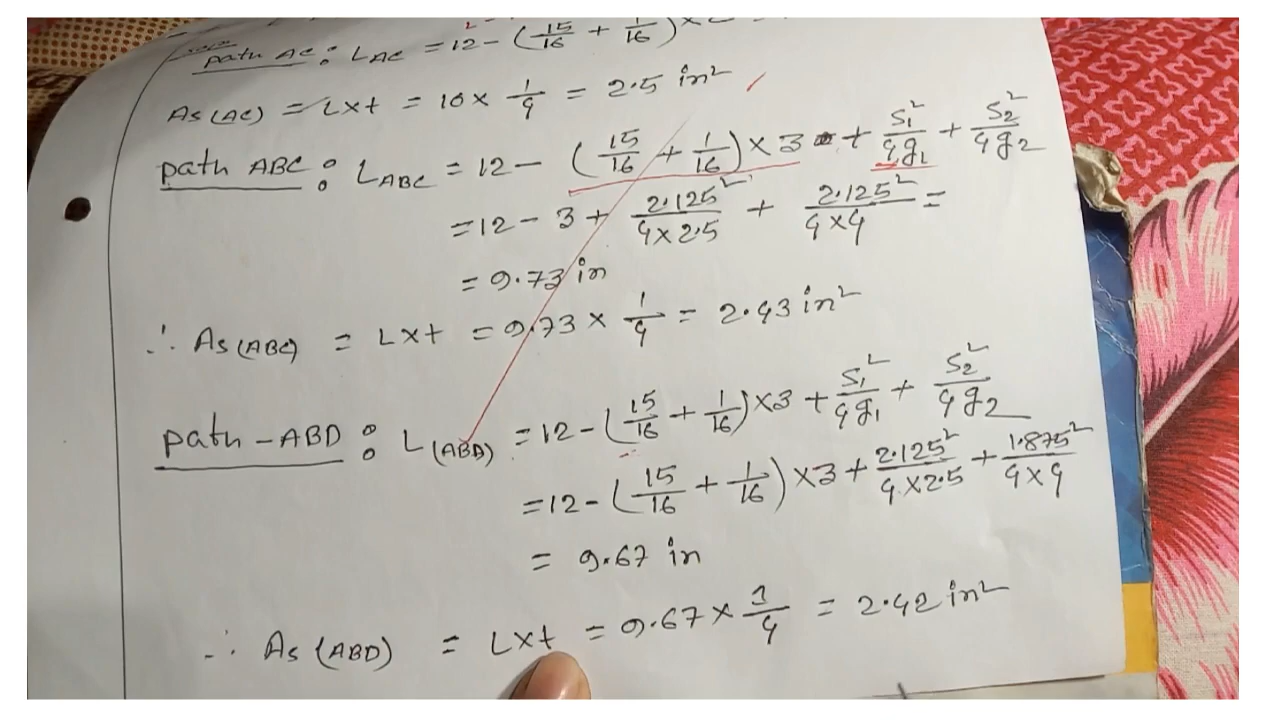 path AC : LAC = 12 - (15/16 + 1/16) ×
As (AC) = L×t = 10 × 1/4 = 2.5 in²
path ABC : LABC = 12 - (15/16 + 1/16) × 3 + S₁²/4g₁ + S₂²/4g₂
= 12 - 3 + 2.125²/4×2.5 + 2.125²/4×4 =
= 9.73 in
∴ As (ABC) = L×t = 9.73 × 1/4 = 2.43 in²
path - ABD : L(ABD) = 12 - (15/16 + 1/16) ×3 + S₁²/4g₁ + S₂²/4g₂
= 12 - (15/16 + 1/16) ×3 + 2.125²/4×2.5 + 1.875²/4×4
= 9.67 in
∴ As (ABD) = L×t = 9.67 × 1/4 = 2.42 in²